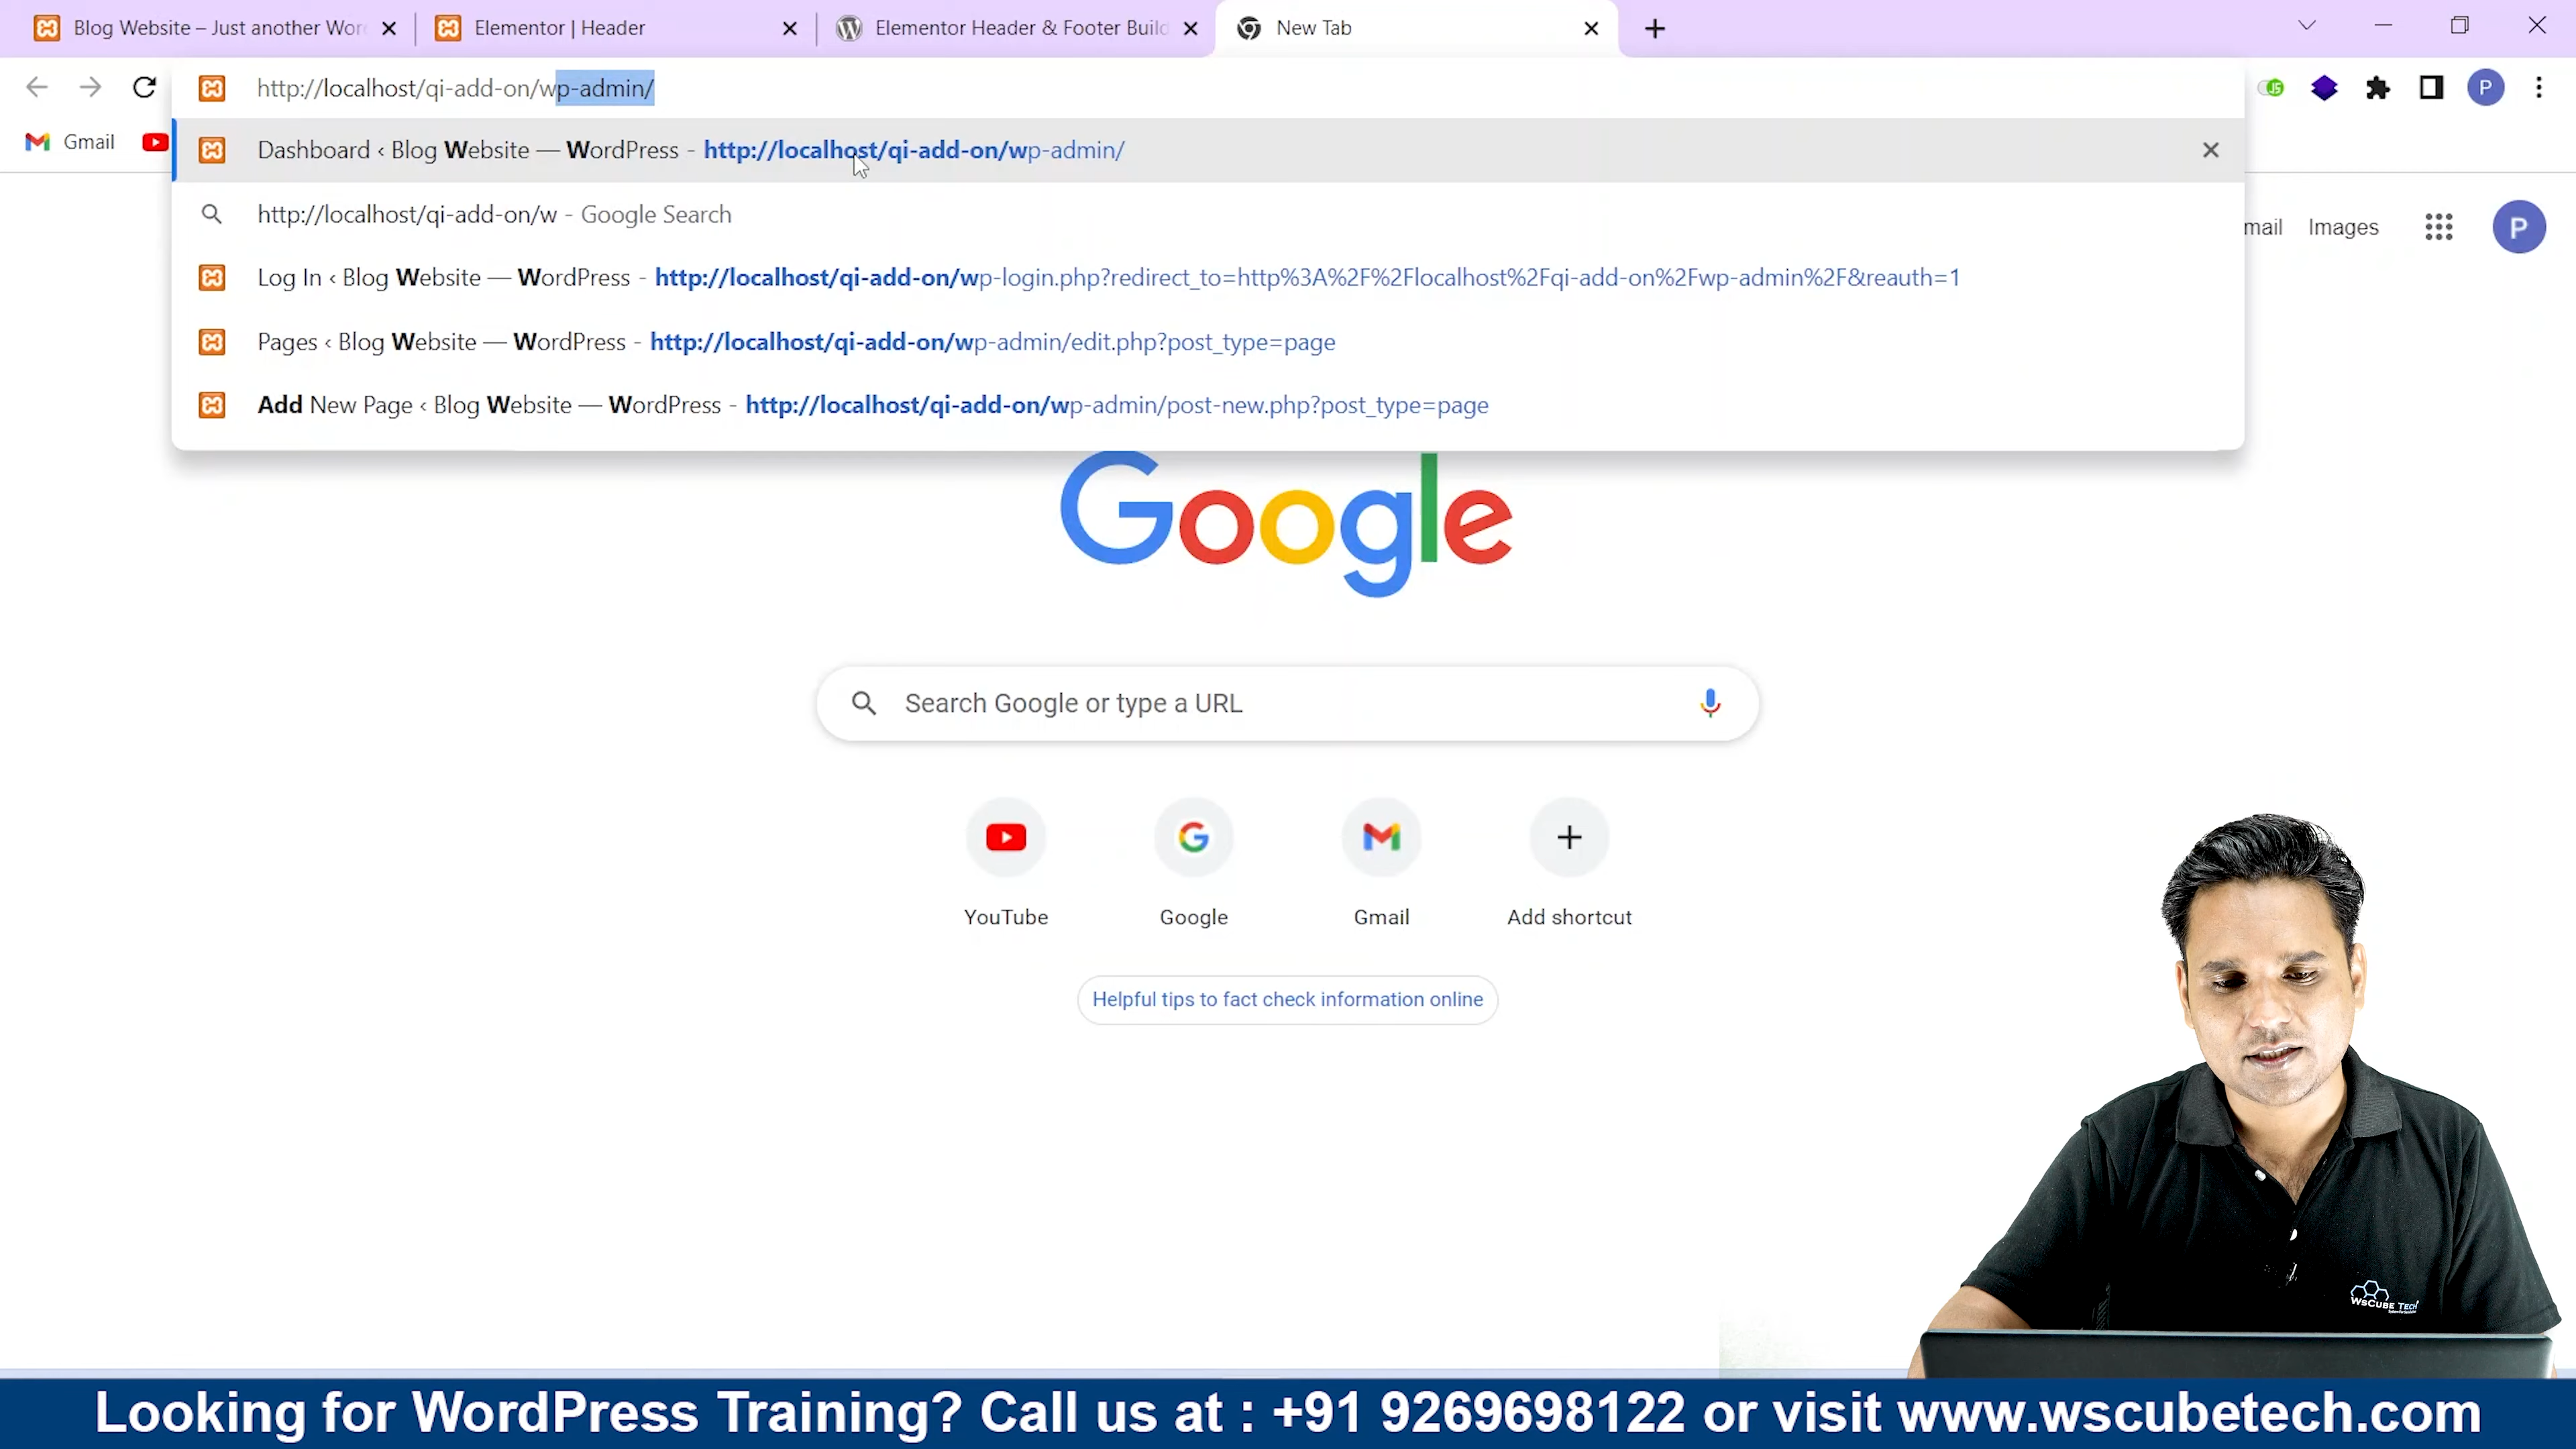 Blog Website – Just another Wor
Elementor | Header
Elementor Header & Footer Build
New Tab
http://localhost/qi-add-on/wp-admin/
JS
P
Gmail
Dashboard ‹ Blog Website — WordPress - http://localhost/qi-add-on/wp-admin/
http://localhost/qi-add-on/w - Google Search
Log In ‹ Blog Website — WordPress - http://localhost/qi-add-on/wp-login.php?redirect_to=http%3A%2F%2Flocalhost%2Fqi-add-on%2Fwp-admin%2F&reauth=1
mail
Images
P
Pages ‹ Blog Website — WordPress - http://localhost/qi-add-on/wp-admin/edit.php?post_type=page
Add New Page ‹ Blog Website — WordPress - http://localhost/qi-add-on/wp-admin/post-new.php?post_type=page
Google
Search Google or type a URL
YouTube
Google
Gmail
Add shortcut
Helpful tips to fact check information online
WsCube Tech
Looking for WordPress Training? Call us at : +91 9269698122 or visit www.wscubetech.com